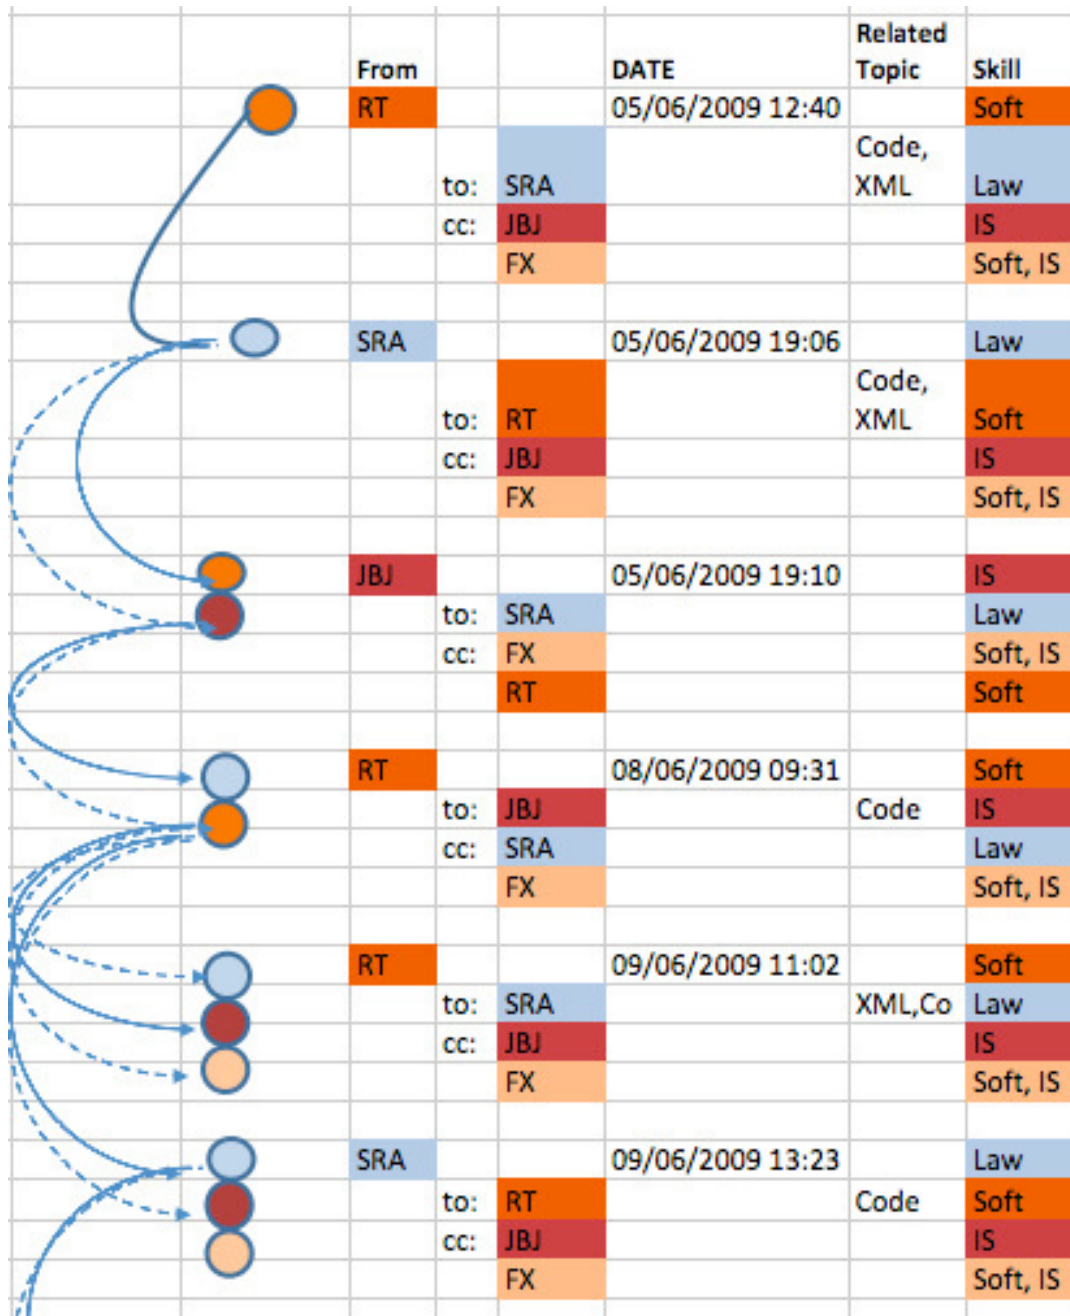 Related
From DATE Topic Skill
RT 05/06/2009 12:40 Soft
Code,
to: SRA XML Law
cc: JBJ IS
FX Soft, IS
SRA 05/06/2009 19:06 Law
Code,
to: RT XML Soft
cc: JBJ IS
FX Soft, IS
JBJ 05/06/2009 19:10 IS
to: SRA Law
cc: FX Soft, IS
RT Soft
RT 08/06/2009 09:31 Soft
to: JBJ Code IS
cc: SRA Law
FX Soft, IS
RT 09/06/2009 11:02 Soft
to: SRA XML,Co Law
cc: JBJ IS
FX Soft, IS
SRA 09/06/2009 13:23 Law
to: RT Code Soft
cc: JBJ IS
FX Soft, IS